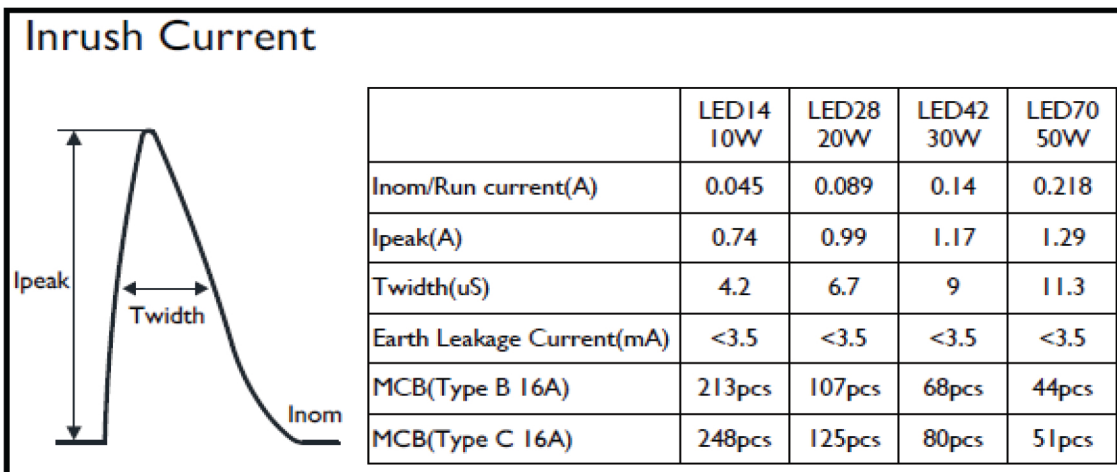 Inrush Current
Ipeak
Twidth
Inom
LED14 10W LED28 20W LED42 30W LED70 50W
Inom/Run current(A) 0.045 0.089 0.14 0.218
Ipeak(A) 0.74 0.99 1.17 1.29
Twidth(uS) 4.2 6.7 9 11.3
Earth Leakage Current(mA) <3.5 <3.5 <3.5 <3.5
MCB(Type B 16A) 213pcs 107pcs 68pcs 44pcs
MCB(Type C 16A) 248pcs 125pcs 80pcs 51pcs